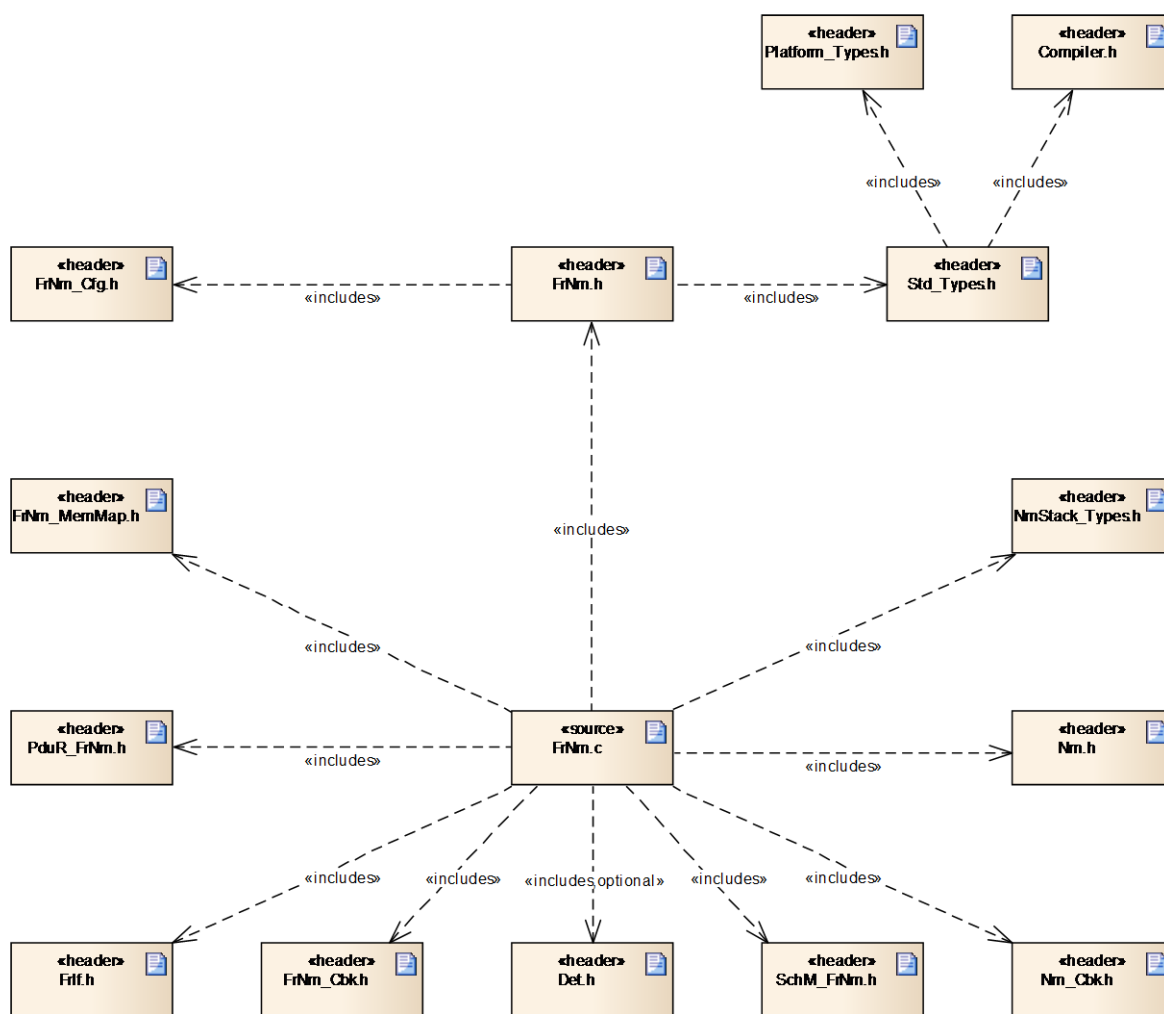 «header»
Platform_Types.h
«header»
Compiler.h
«includes»
«includes»
«header»
FrNm_Cfg.h
«header»
FrNm.h
«header»
Std_Types.h
«includes»
«includes»
«header»
FrNm_MemMap.h
«header»
NmStack_Types.h
«includes»
«includes»
«includes»
«header»
PduR_FrNm.h
«source»
FrNm.c
«header»
Nm.h
«includes»
«includes»
«includes»
«includes»
«includes optional»
«includes»
«includes»
«header»
FrIf.h
«header»
FrNm_Cbk.h
«header»
Det.h
«header»
SchM_FrNm.h
«header»
Nm_Cbk.h